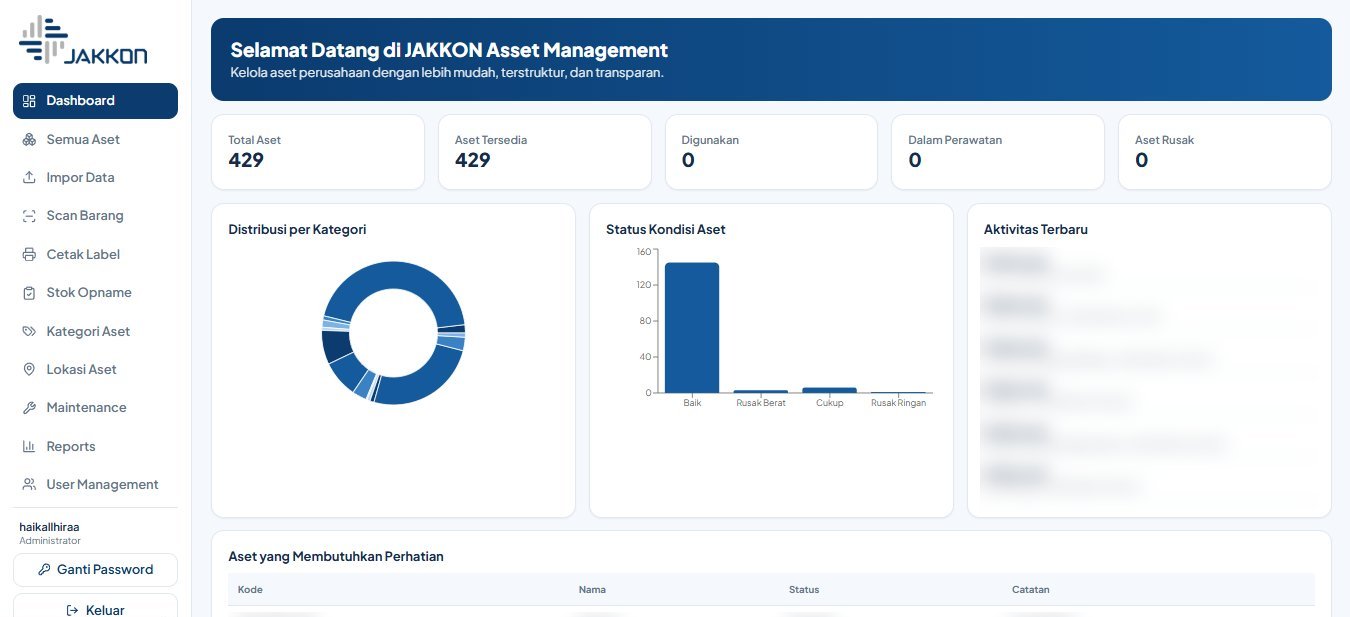 JAKKON
Dashboard
Semua Aset
Impor Data
Scan Barang
Cetak Label
Stok Opname
Kategori Aset
Lokasi Aset
Maintenance
Reports
User Management
haikallhiraa
Administrator
Ganti Password
Keluar
Selamat Datang di JAKKON Asset Management
Kelola aset perusahaan dengan lebih mudah, terstruktur, dan transparan.
Total Aset
429
Aset Tersedia
429
Digunakan
0
Dalam Perawatan
0
Aset Rusak
0
Distribusi per Kategori
Status Kondisi Aset
160
120
80
40
0
Baik Rusak Berat Cukup Rusak Ringan
Aktivitas Terbaru
Aset yang Membutuhkan Perhatian
Kode Nama Status Catatan